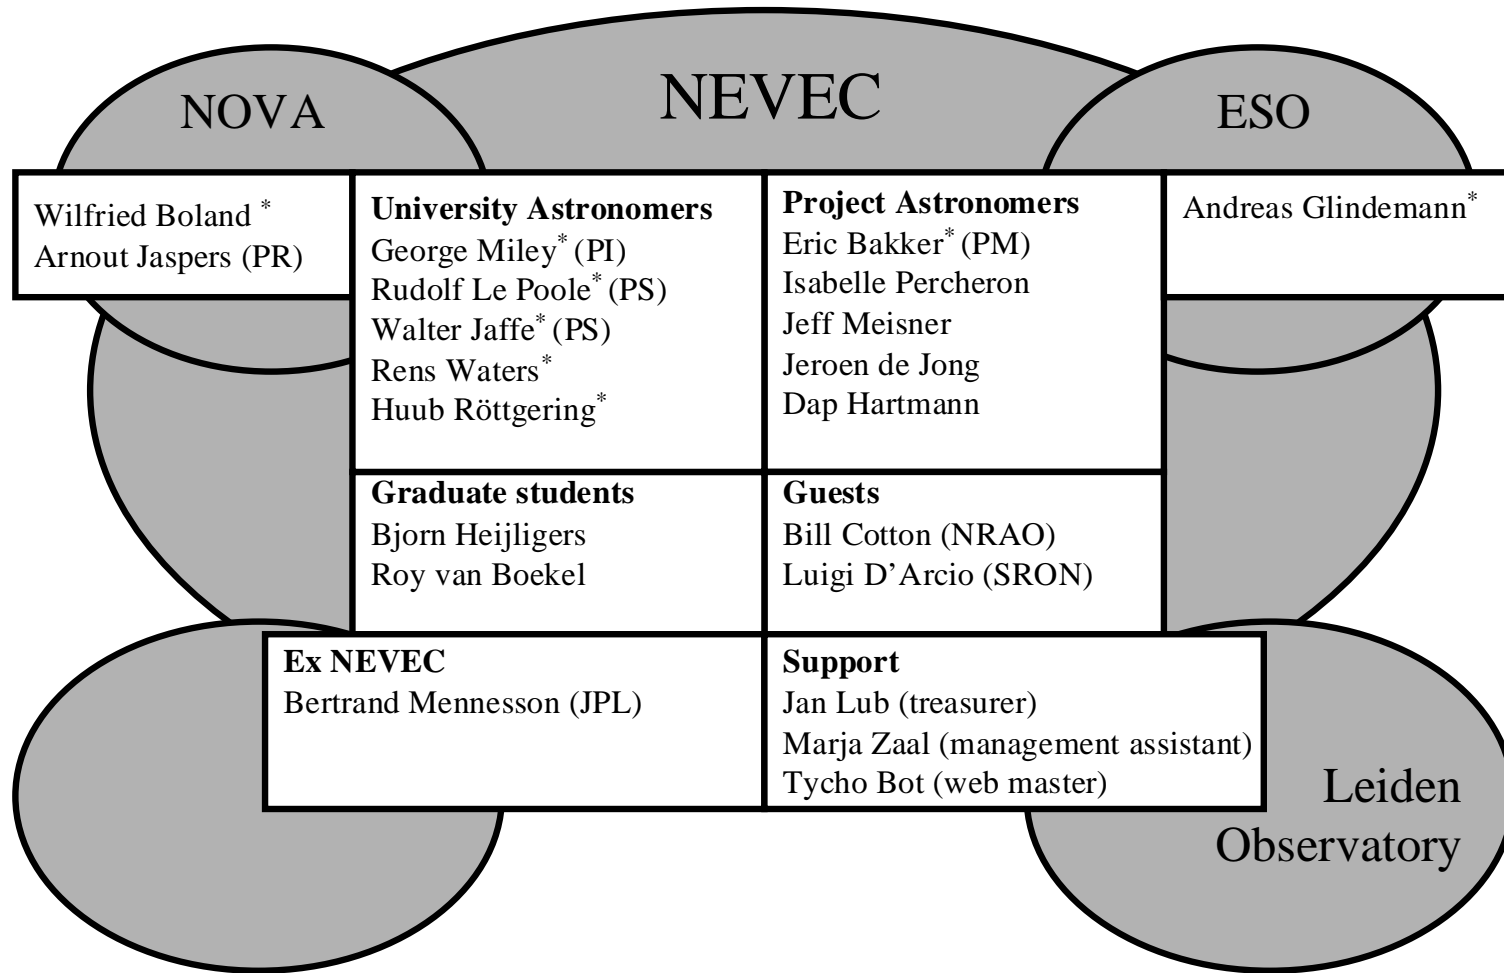 NEVEC
NOVA
ESO
Wilfried Boland *
Arnout Jaspers (PR)
University Astronomers
George Miley* (PI)
Rudolf Le Poole* (PS)
Walter Jaffe* (PS)
Rens Waters*
Huub Röttgering*
Project Astronomers
Eric Bakker* (PM)
Isabelle Percheron
Jeff Meisner
Jeroen de Jong
Dap Hartmann
Andreas Glindemann*
Graduate students
Bjorn Heijligers
Roy van Boekel
Guests
Bill Cotton (NRAO)
Luigi D’Arcio (SRON)
Ex NEVEC
Bertrand Mennesson (JPL)
Support
Jan Lub (treasurer)
Marja Zaal (management assistant)
Tycho Bot (web master)
Leiden
Observatory